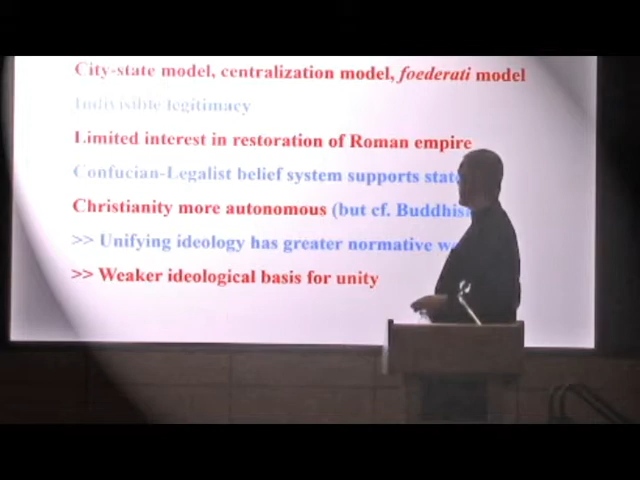 City-state model, centralization model, foederati model
Indivisible legitimacy
Limited interest in restoration of Roman empire
Confucian-Legalist belief system supports state
Christianity more autonomous (but cf. Buddhis
>> Unifying ideology has greater normative
>> Weaker ideological basis for unity